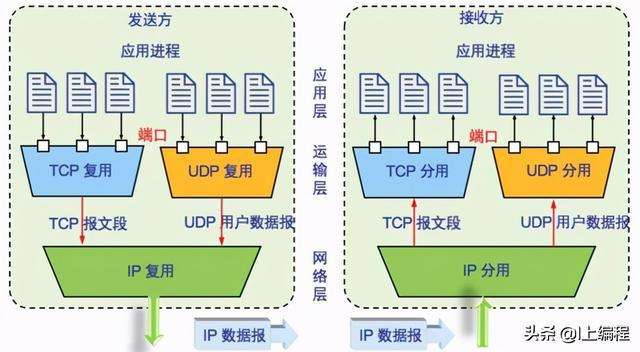 发送方
应用进程
端口
TCP 复用
UDP 复用
TCP 报文段
UDP 用户数据报
IP 复用
应用层
运输层
网络层
接收方
应用进程
端口
TCP 分用
UDP 分用
TCP 报文段
UDP 用户数据报
IP 分用
IP 数据报
IP 数据报
头条 @I上编程